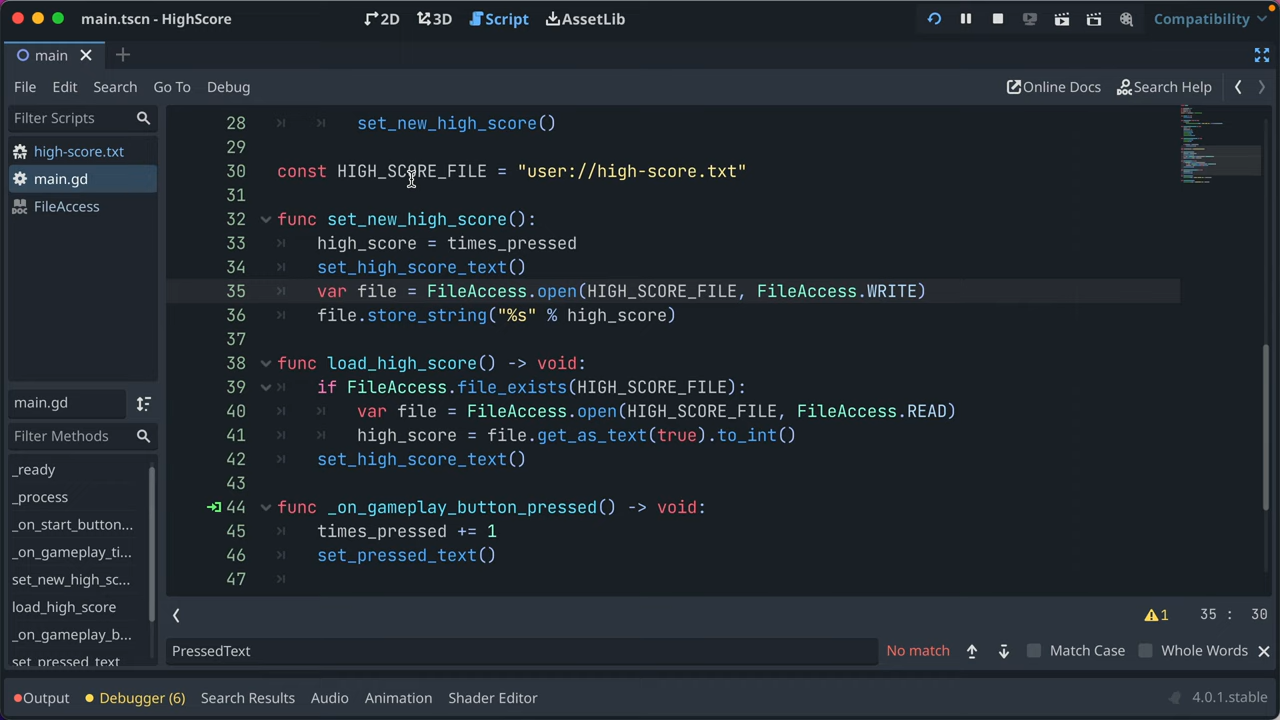 main.tscn - HighScore
2D 3D Script AssetLib
Compatibility
main
File Edit Search Go To Debug
Online Docs Search Help
Filter Scripts
high-score.txt
main.gd
FileAccess
main.gd
Filter Methods
_ready
_process
_on_start_button...
_on_gameplay_ti...
set_new_high_sc...
load_high_score
_on_gameplay_b...
set_pressed_text
28 set_new_high_score()
29
30 const HIGH_SCORE_FILE = "user://high-score.txt"
31
32 func set_new_high_score():
33 high_score = times_pressed
34 set_high_score_text()
35 var file = FileAccess.open(HIGH_SCORE_FILE, FileAccess.WRITE)
36 file.store_string("%s" % high_score)
37
38 func load_high_score() -> void:
39 if FileAccess.file_exists(HIGH_SCORE_FILE):
40 var file = FileAccess.open(HIGH_SCORE_FILE, FileAccess.READ)
41 high_score = file.get_as_text(true).to_int()
42 set_high_score_text()
43
44 func _on_gameplay_button_pressed() -> void:
45 times_pressed += 1
46 set_pressed_text()
47
1 35 : 30
PressedText No match Match Case Whole Words
Output Debugger (6) Search Results Audio Animation Shader Editor 4.0.1.stable